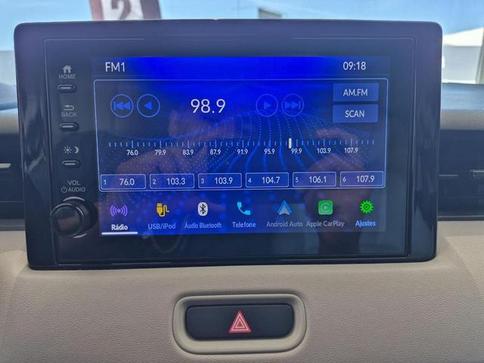 FM1 09:18
HOME
BACK
VOL
AUDIO
98.9
AM.FM
SCAN
76.0 79.9 83.9 87.9 91.9 95.9 99.9 103.9 107.9
1 76.0 2 103.3 3 103.9 4 104.7 5 106.1 6 107.9
Rádio USB/iPod Áudio Bluetooth Telefone Android Auto Apple CarPlay Ajustes
2